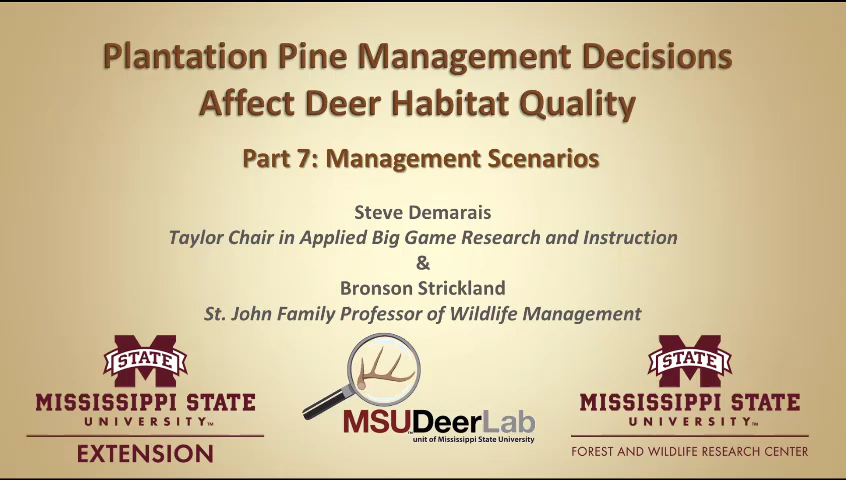 Plantation Pine Management Decisions
Affect Deer Habitat Quality
Part 7: Management Scenarios
Steve Demarais
Taylor Chair in Applied Big Game Research and Instruction
&
Bronson Strickland
St. John Family Professor of Wildlife Management
STATE
MISSISSIPPI STATE
UNIVERSITY™
EXTENSION
MSUDeerLab
unit of Mississippi State University
STATE
MISSISSIPPI STATE
UNIVERSITY™
FOREST AND WILDLIFE RESEARCH CENTER